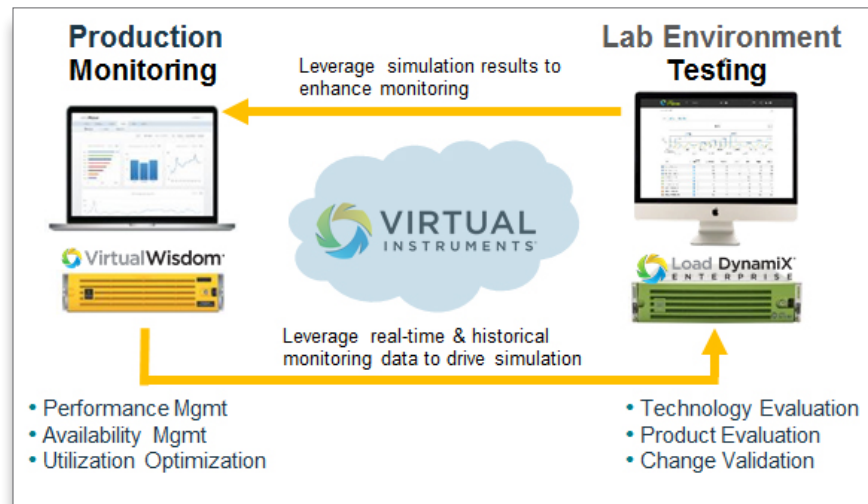 Production
Monitoring
Lab Environment
Testing
Leverage simulation results to
enhance monitoring
VIRTUAL
INSTRUMENTS
VirtualWisdom
Load DynamiX
ENTERPRISE
Leverage real-time & historical
monitoring data to drive simulation
• Performance Mgmt
• Availability Mgmt
• Utilization Optimization
• Technology Evaluation
• Product Evaluation
• Change Validation